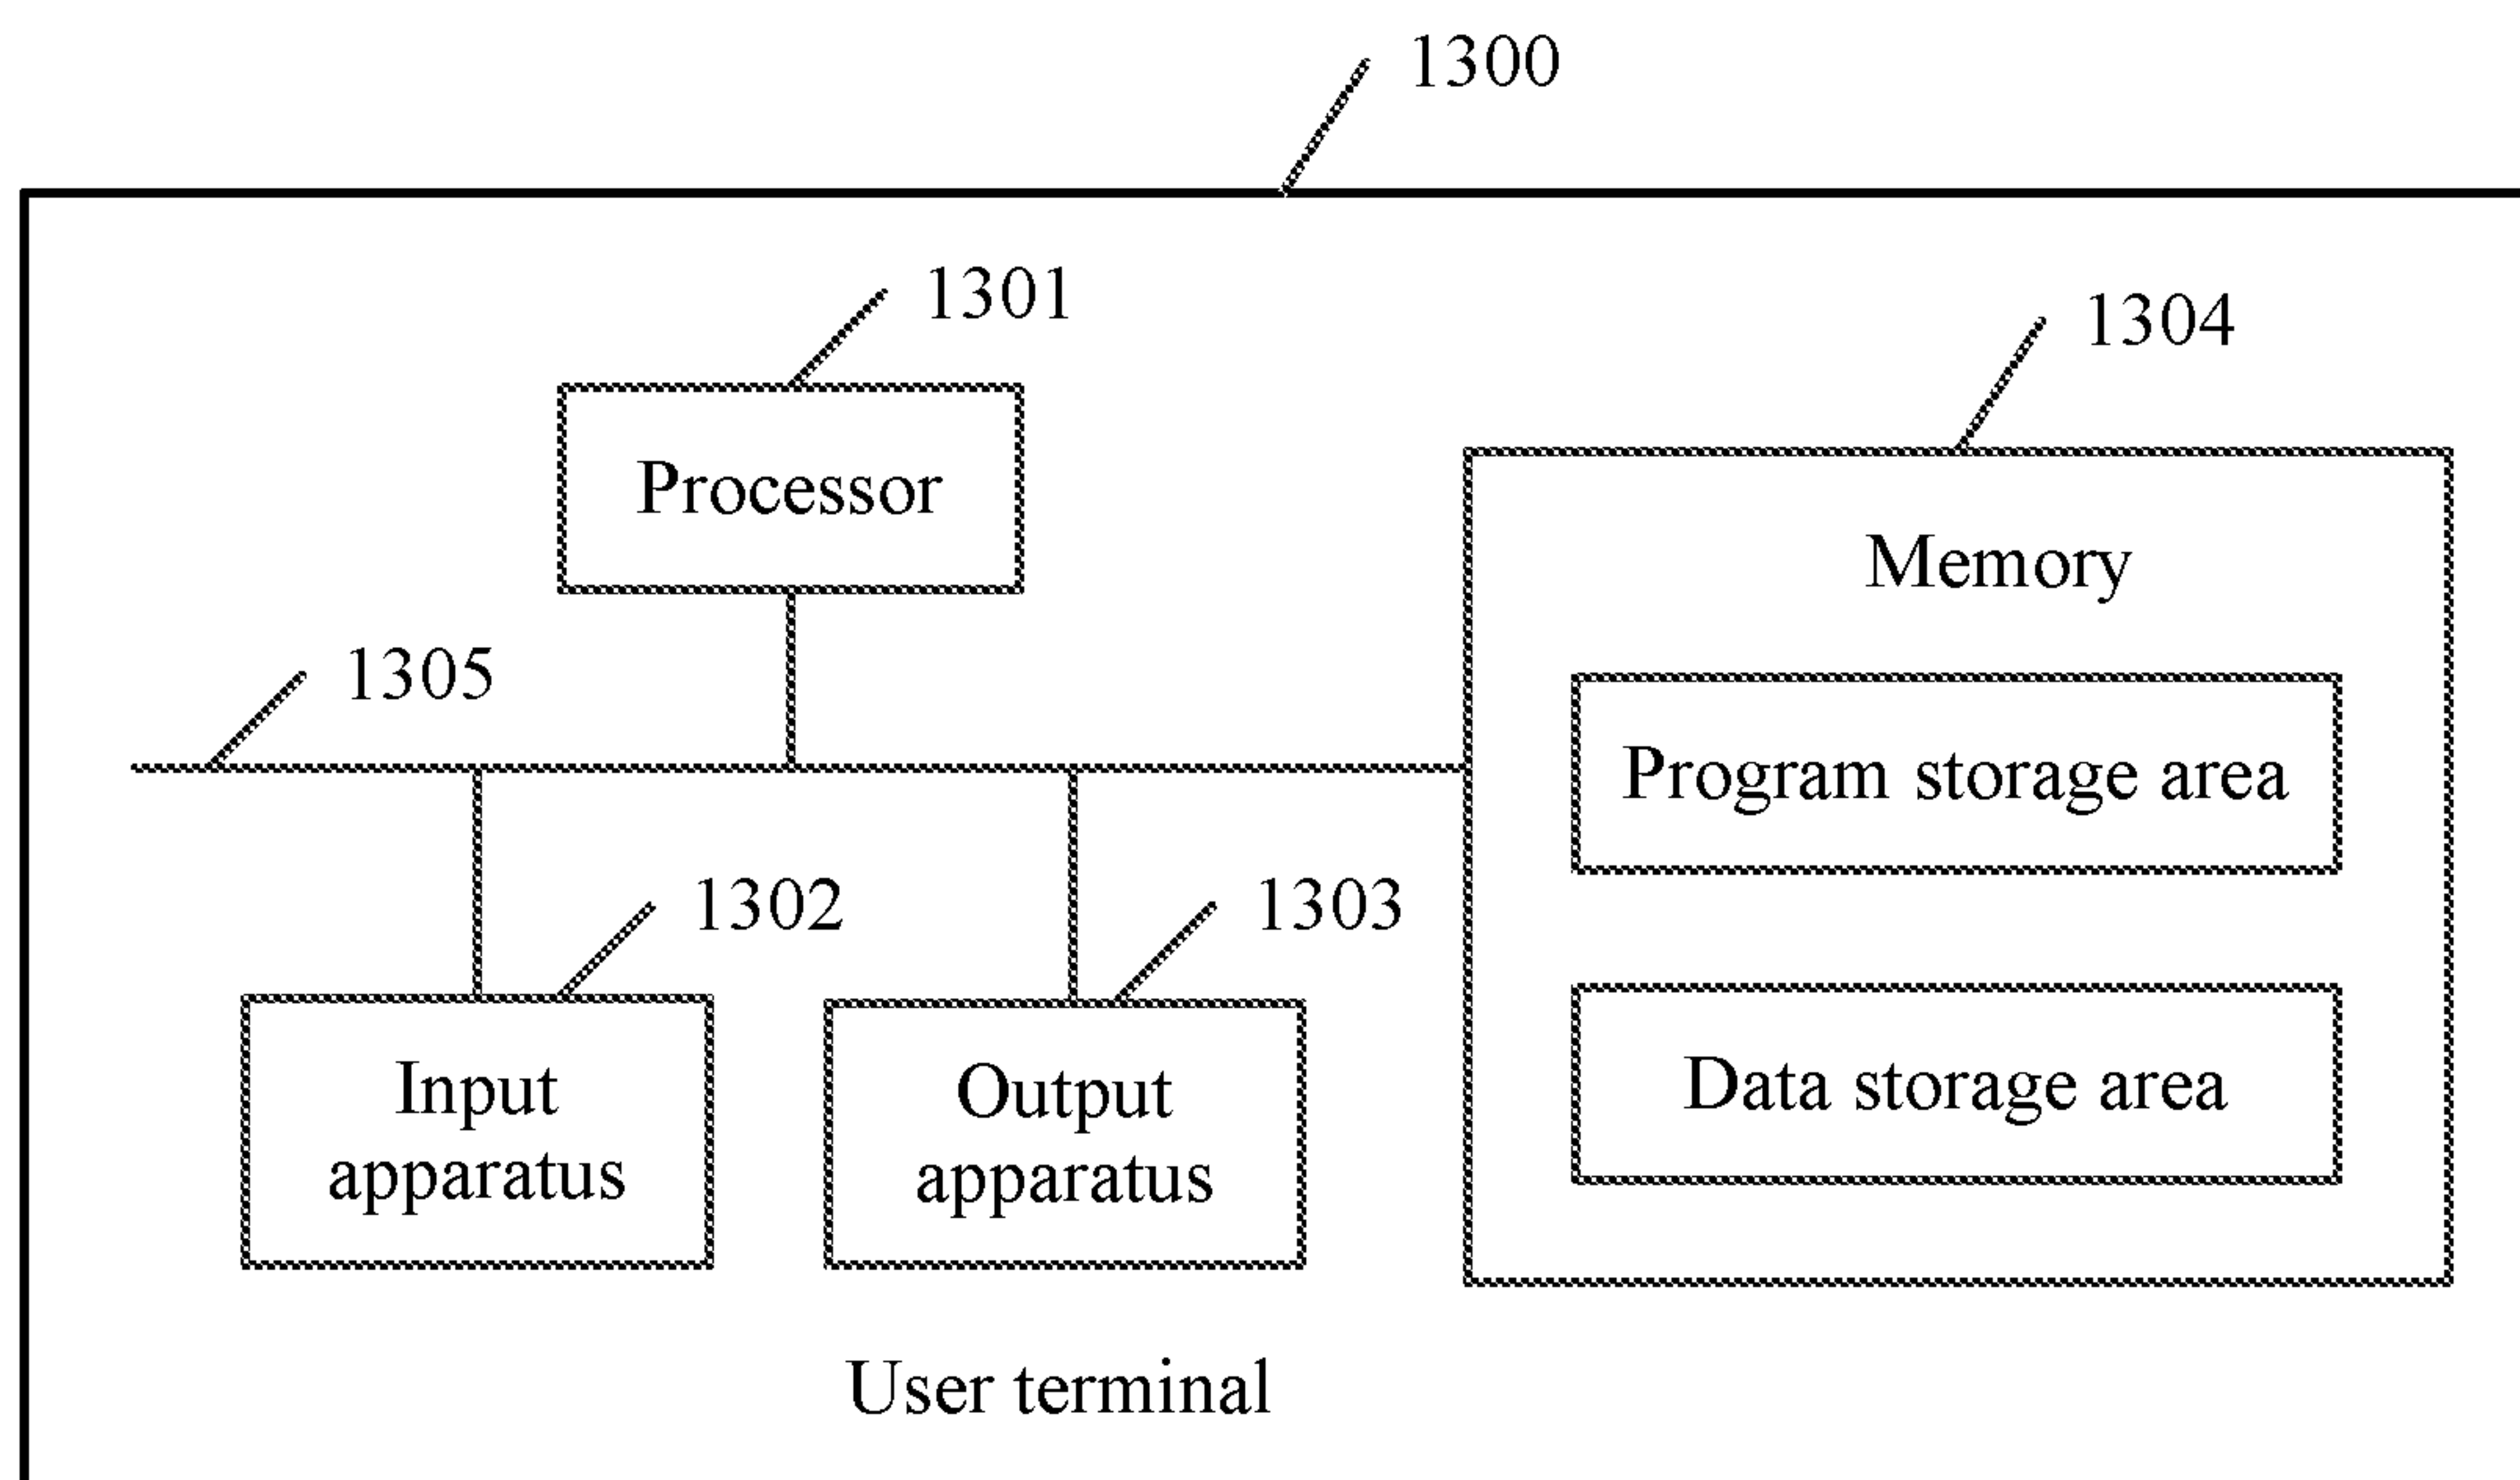 1300
1301
1304
Processor
Memory
1305
Program storage area
1302
1303
Input
apparatus
Output
apparatus
Data storage area
User terminal